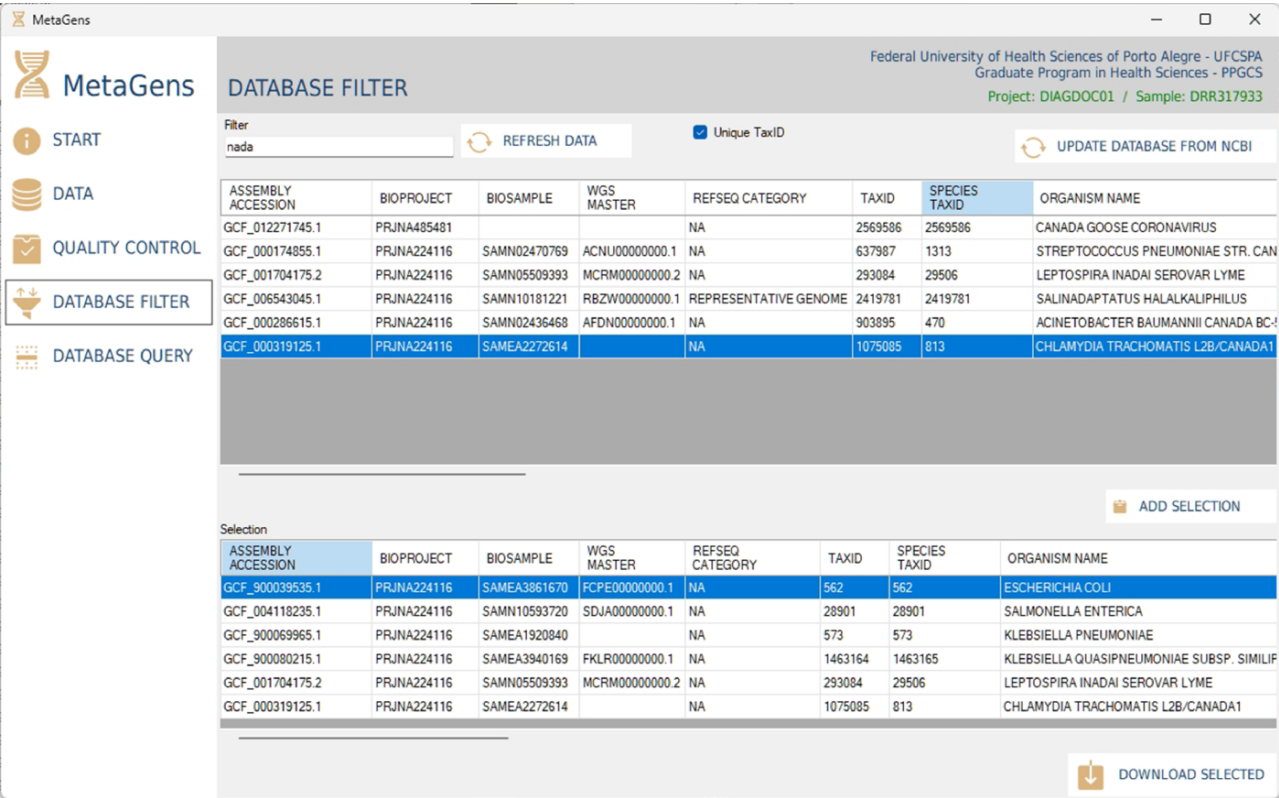 MetaGens
MetaGens
START
DATA
QUALITY CONTROL
DATABASE FILTER
DATABASE QUERY
DATABASE FILTER
Federal University of Health Sciences of Porto Alegre - UFCSPA
Graduate Program in Health Sciences - PPGCS
Project: DIAGDOC01 / Sample: DRR317933
Filter
nada
REFRESH DATA
Unique TaxID
UPDATE DATABASE FROM NCBI
ASSEMBLY ACCESSION BIOPROJECT BIOSAMPLE WGS MASTER REFSEQ CATEGORY TAXID SPECIES TAXID ORGANISM NAME
GCF_012271745.1 PRJNA485481 NA 2569586 2569586 CANADA GOOSE CORONAVIRUS
GCF_000174855.1 PRJNA224116 SAMN02470769 ACNU00000000.1 NA 637987 1313 STREPTOCOCCUS PNEUMONIAE STR. CAN
GCF_001704175.2 PRJNA224116 SAMN05509393 MCRM00000000.2 NA 293084 29506 LEPTOSPIRA INADAI SEROVAR LYME
GCF_006543045.1 PRJNA224116 SAMN10181221 RBZW00000000.1 REPRESENTATIVE GENOME 2419781 2419781 SALINADAPTATUS HALALKALIPHILUS
GCF_000286615.1 PRJNA224116 SAMN02436468 AFDN00000000.1 NA 903895 470 ACINETOBACTER BAUMANNII CANADA BC-5
GCF_000319125.1 PRJNA224116 SAMEA2272614 NA 1075085 813 CHLAMYDIA TRACHOMATIS L2B/CANADA1
ADD SELECTION
Selection
ASSEMBLY ACCESSION BIOPROJECT BIOSAMPLE WGS MASTER REFSEQ CATEGORY TAXID SPECIES TAXID ORGANISM NAME
GCF_900039535.1 PRJNA224116 SAMEA3861670 FCPE00000000.1 NA 562 562 ESCHERICHIA COLI
GCF_004118235.1 PRJNA224116 SAMN10593720 SDJA00000000.1 NA 28901 28901 SALMONELLA ENTERICA
GCF_900069965.1 PRJNA224116 SAMEA1920840 NA 573 573 KLEBSIELLA PNEUMONIAE
GCF_900080215.1 PRJNA224116 SAMEA3940169 FKLR00000000.1 NA 1463164 1463165 KLEBSIELLA QUASIPNEUMONIAE SUBSP. SIMILIF
GCF_001704175.2 PRJNA224116 SAMN05509393 MCRM00000000.2 NA 293084 29506 LEPTOSPIRA INADAI SEROVAR LYME
GCF_000319125.1 PRJNA224116 SAMEA2272614 NA 1075085 813 CHLAMYDIA TRACHOMATIS L2B/CANADA1
DOWNLOAD SELECTED